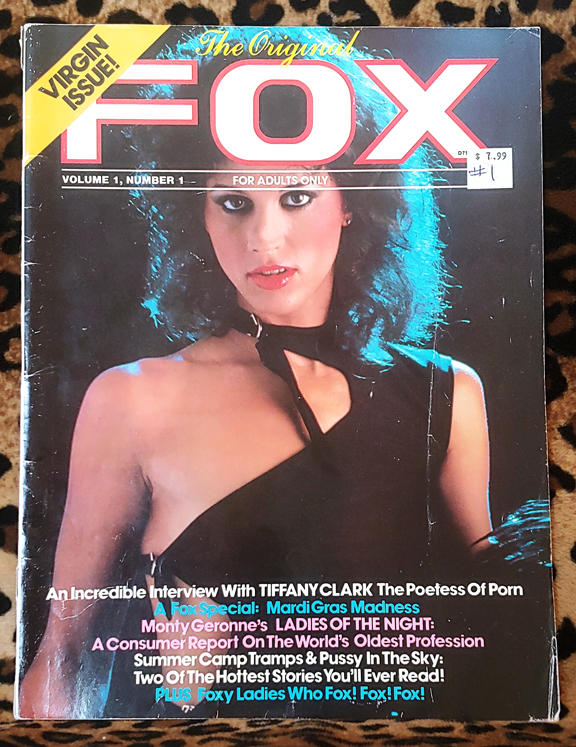 VIRGIN
ISSUE!
The Original
FOX
$ 7.99
#1
VOLUME 1, NUMBER 1
FOR ADULTS ONLY
An Incredible Interview With TIFFANY CLARK The Poetess Of Porn
A Fox Special: Mardi Gras Madness
Monty Geronne's LADIES OF THE NIGHT:
A Consumer Report On The World's Oldest Profession
Summer Camp Tramps & Pussy In The Sky:
Two Of The Hottest Stories You'll Ever Read!
PLUS Foxy Ladies Who Fox! Fox! Fox!